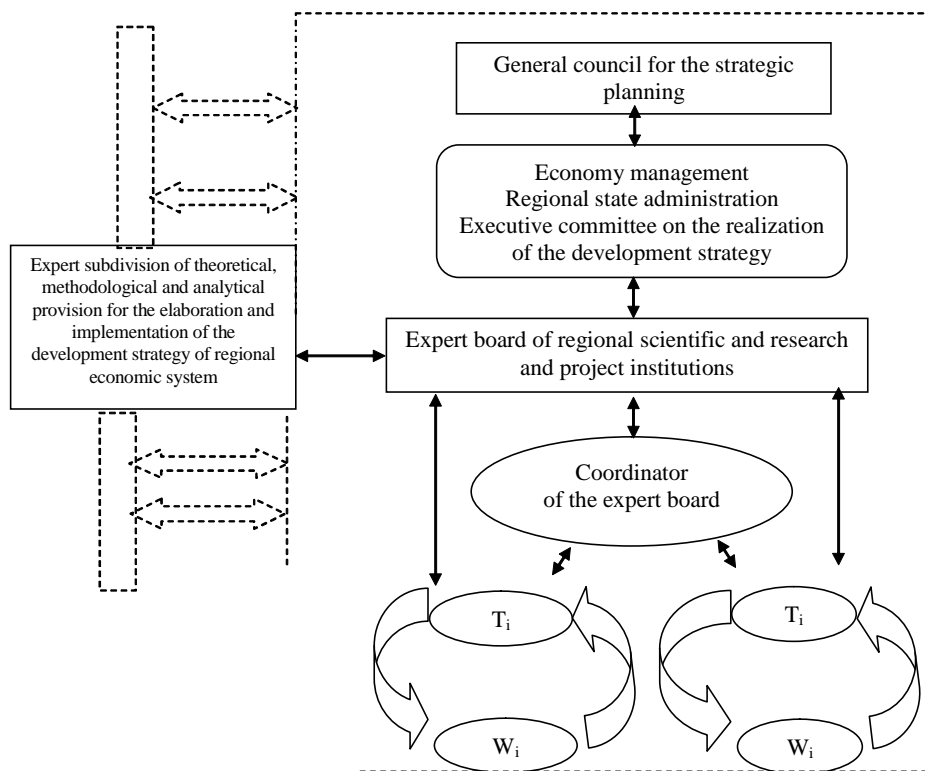 General council for the strategic
planning
Economy management
Regional state administration
Executive committee on the realization
of the development strategy
Expert subdivision of theoretical,
methodological and analytical
provision for the elaboration and
implementation of the
development strategy of regional
economic system
Expert board of regional scientific and research
and project institutions
Coordinator
of the expert board
Ti
Ti
Wi
Wi